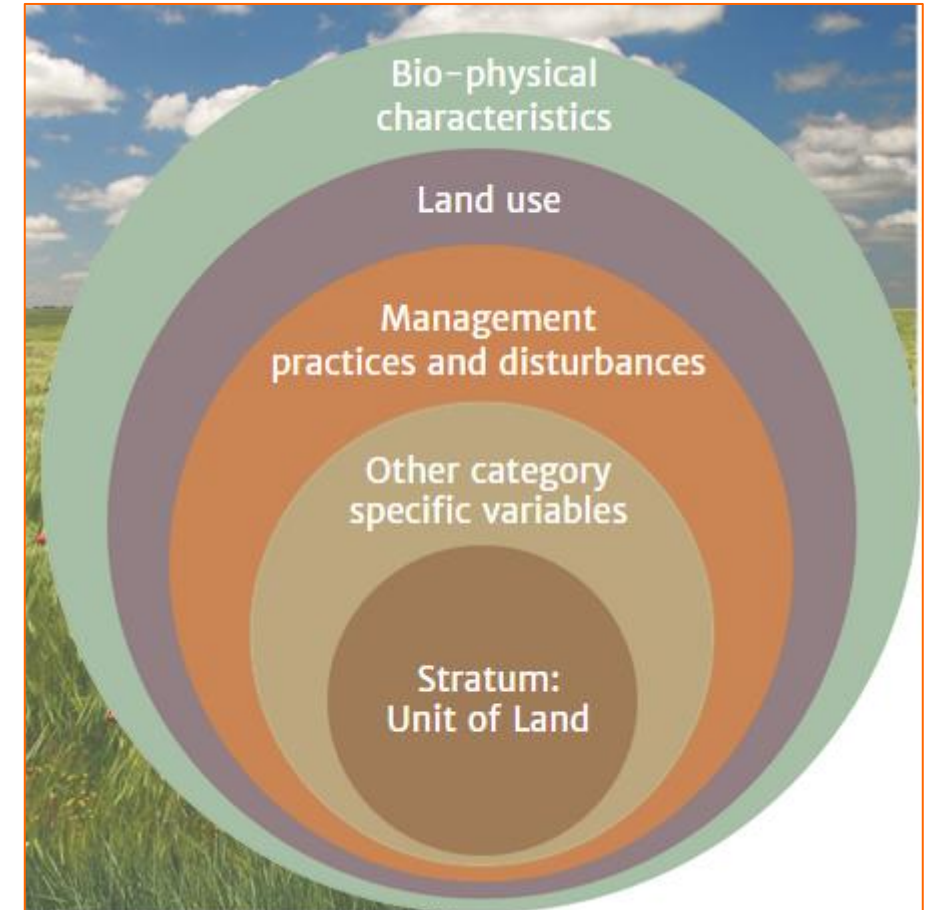 Bio-physical
characteristics
Land use
Management
practices and disturbances
Other category
specific variables
Stratum:
Unit of Land